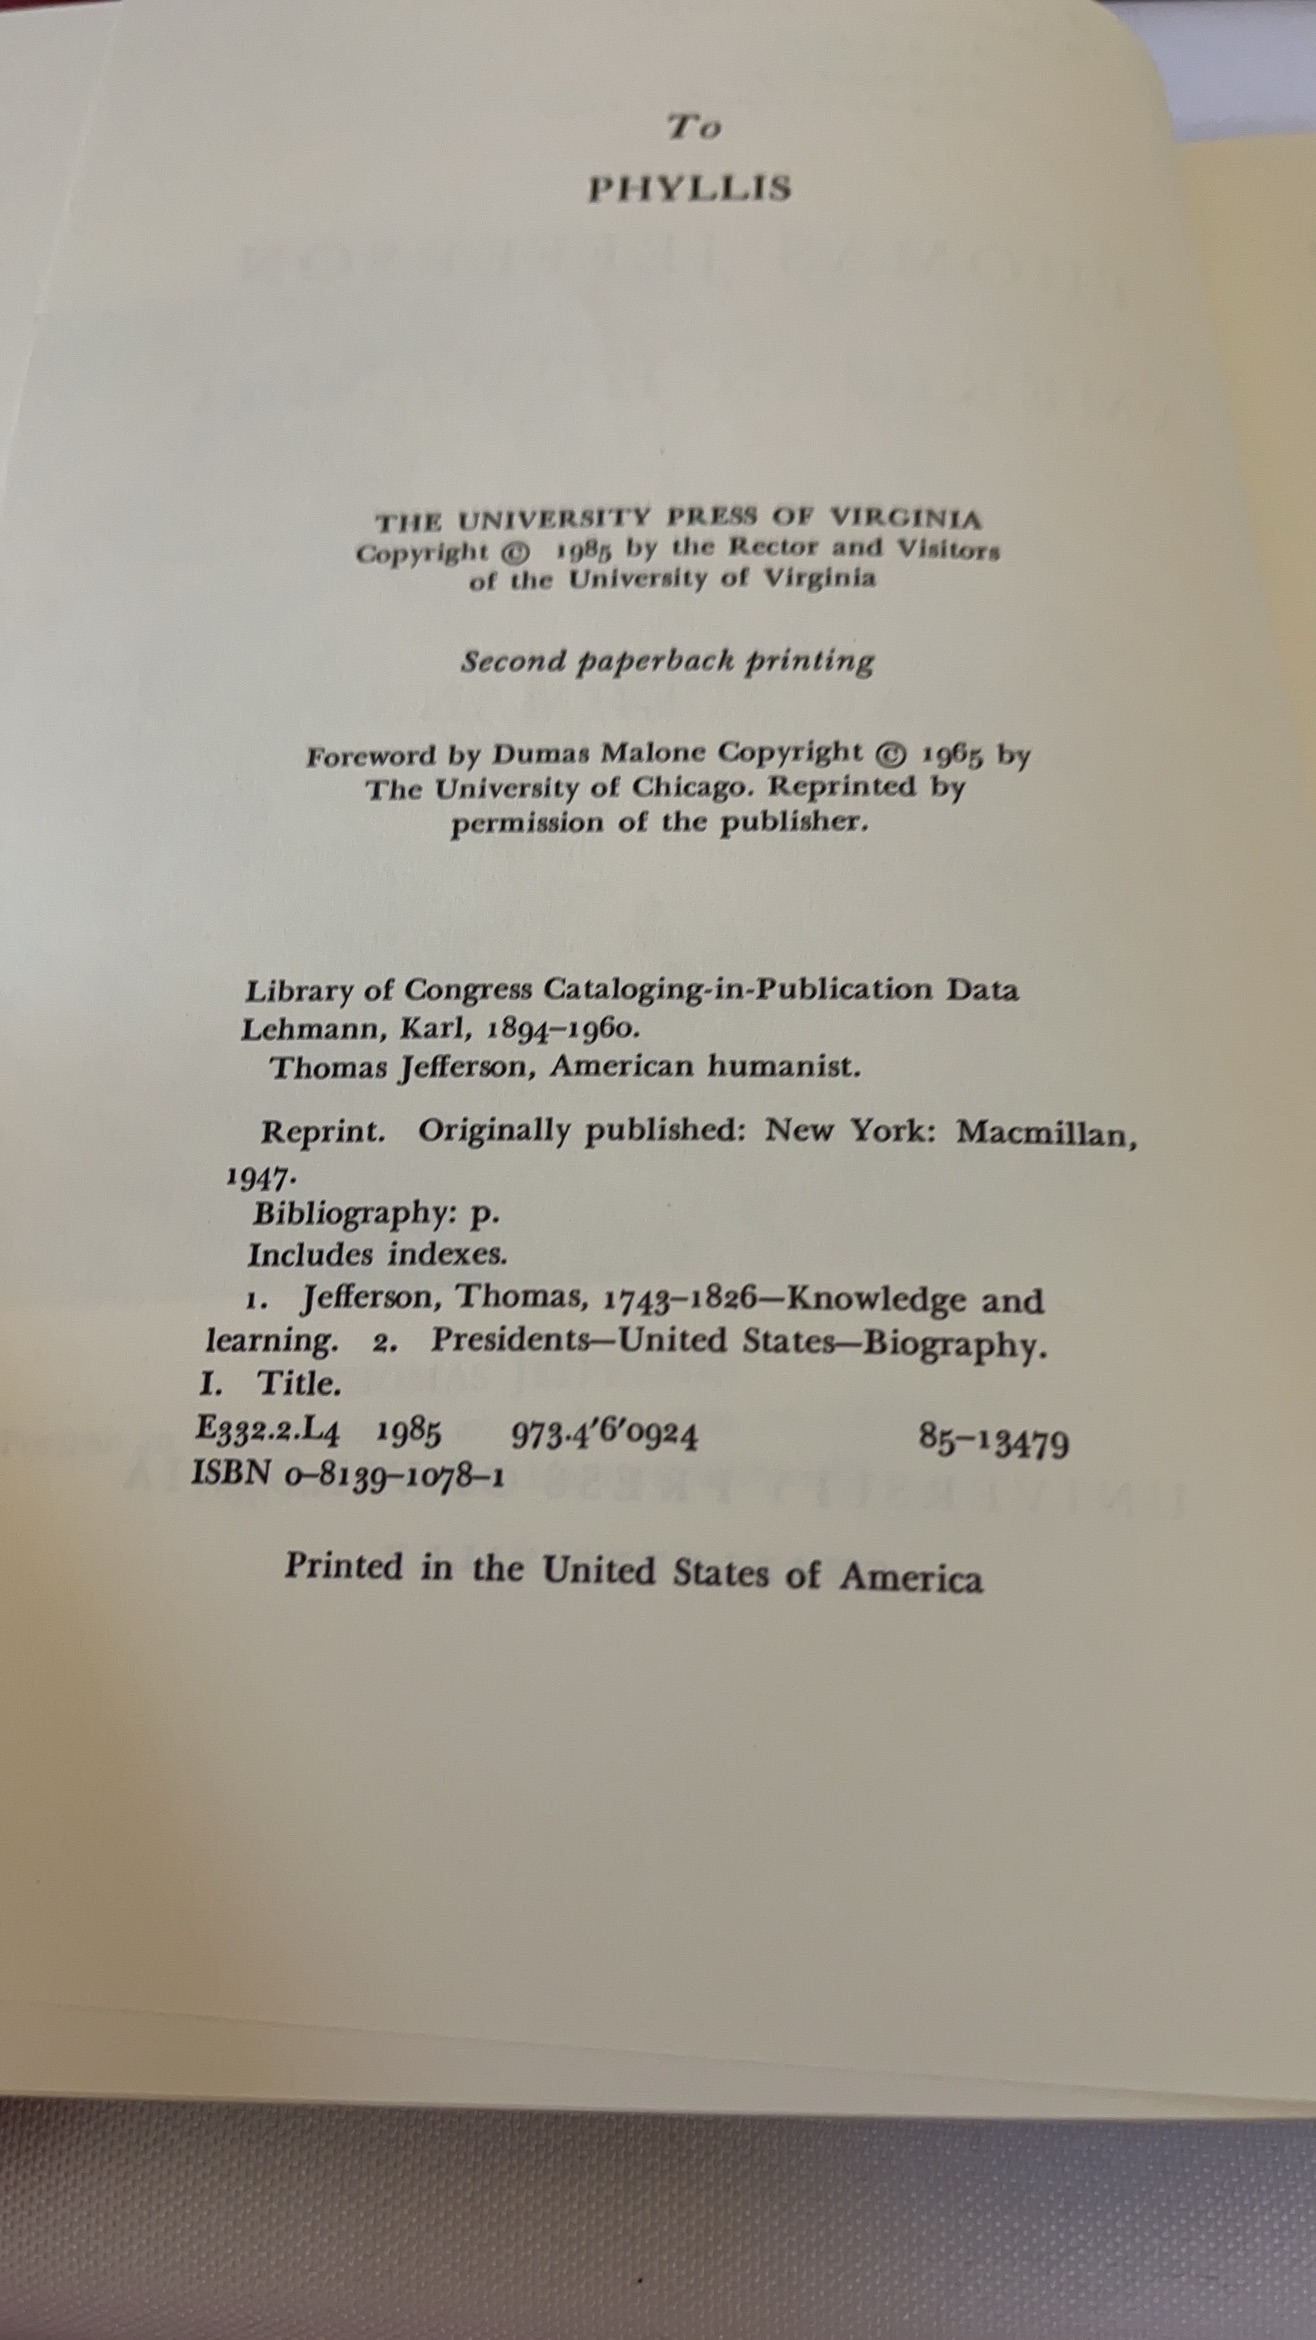 To
PHYLLIS
THE UNIVERSITY PRESS OF VIRGINIA
Copyright © 1985 by the Rector and Visitors
of the University of Virginia
Second paperback printing
Foreword by Dumas Malone Copyright © 1965 by
The University of Chicago. Reprinted by
permission of the publisher.
Library of Congress Cataloging-in-Publication Data
Lehmann, Karl, 1894–1960.
Thomas Jefferson, American humanist.
Reprint. Originally published: New York: Macmillan,
1947.
Bibliography: p.
Includes indexes.
1. Jefferson, Thomas, 1743–1826—Knowledge and
learning. 2. Presidents—United States—Biography.
I. Title.
E332.2.L4 1985 973.4′6′0924 85–13479
ISBN 0–8139–1078–1
Printed in the United States of America